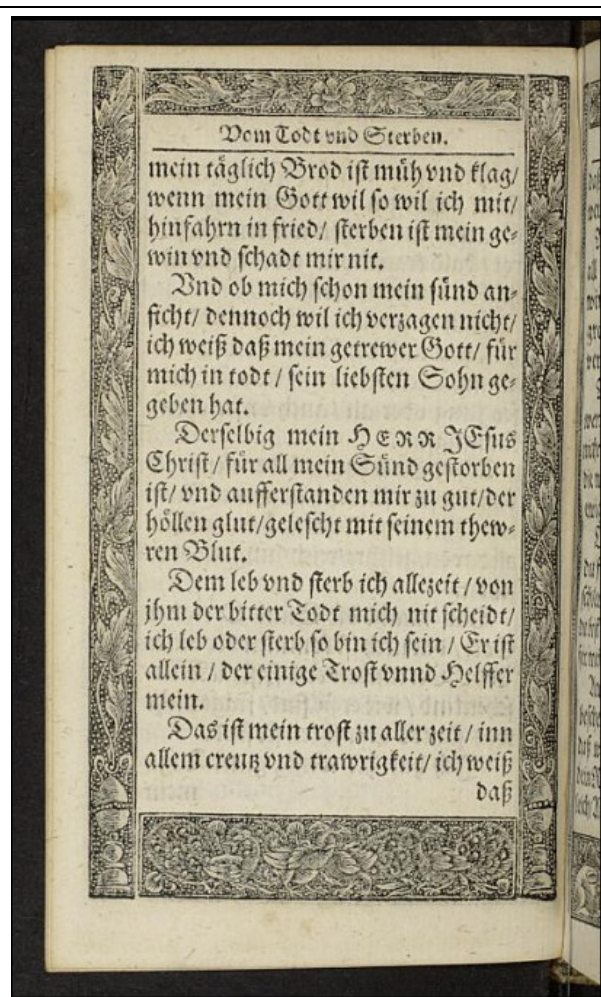 Vom Todt vnd Sterben.
mein täglich Brod ist müh vnd klag/
wenn mein Gott wil so wil ich mit/
hinfahrn in fried/ sterben ist mein ge-
win vnd schadt mir nit.
Vnd ob mich schon mein sünd an-
ficht/ dennoch wil ich verzagen nicht/
ich weiß daß mein getrewer Gott/ für
mich in todt / sein liebsten Sohn ge-
geben hat.
Derselbig mein HERR JEsus
Christ/ für all mein Sünd gestorben
ist/ vnd aufferstanden mir zu gut/der
höllen glut/gelescht mit seinem thew-
ren Blut.
Dem leb vnd sterb ich allezeit / von
jhm der bitter Todt mich nit scheidt/
ich leb oder sterb so bin ich sein / Er ist
allein / der einige Trost vnnd Helffer
mein.
Das ist mein trost zu aller zeit / inn
allem creutz vnd trawrigkeit/ ich weiß
daß